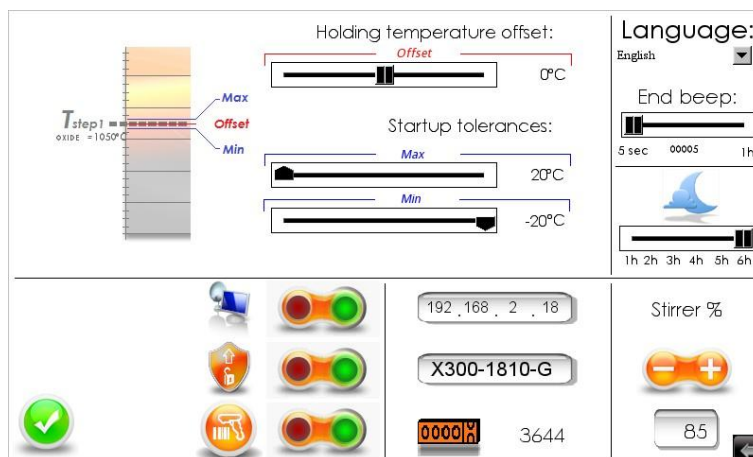 Holding temperature offset:
Offset
0°C
Max
Tstep1
Offset
OXIDE =1050°C
Min
Startup tolerances:
Max
20°C
Min
-20°C
Language:
English
End beep:
5 sec 00005 1h
1h 2h 3h 4h 5h 6h
192.168.2.18
X300-1810-G
0000
3644
Stirrer %
85